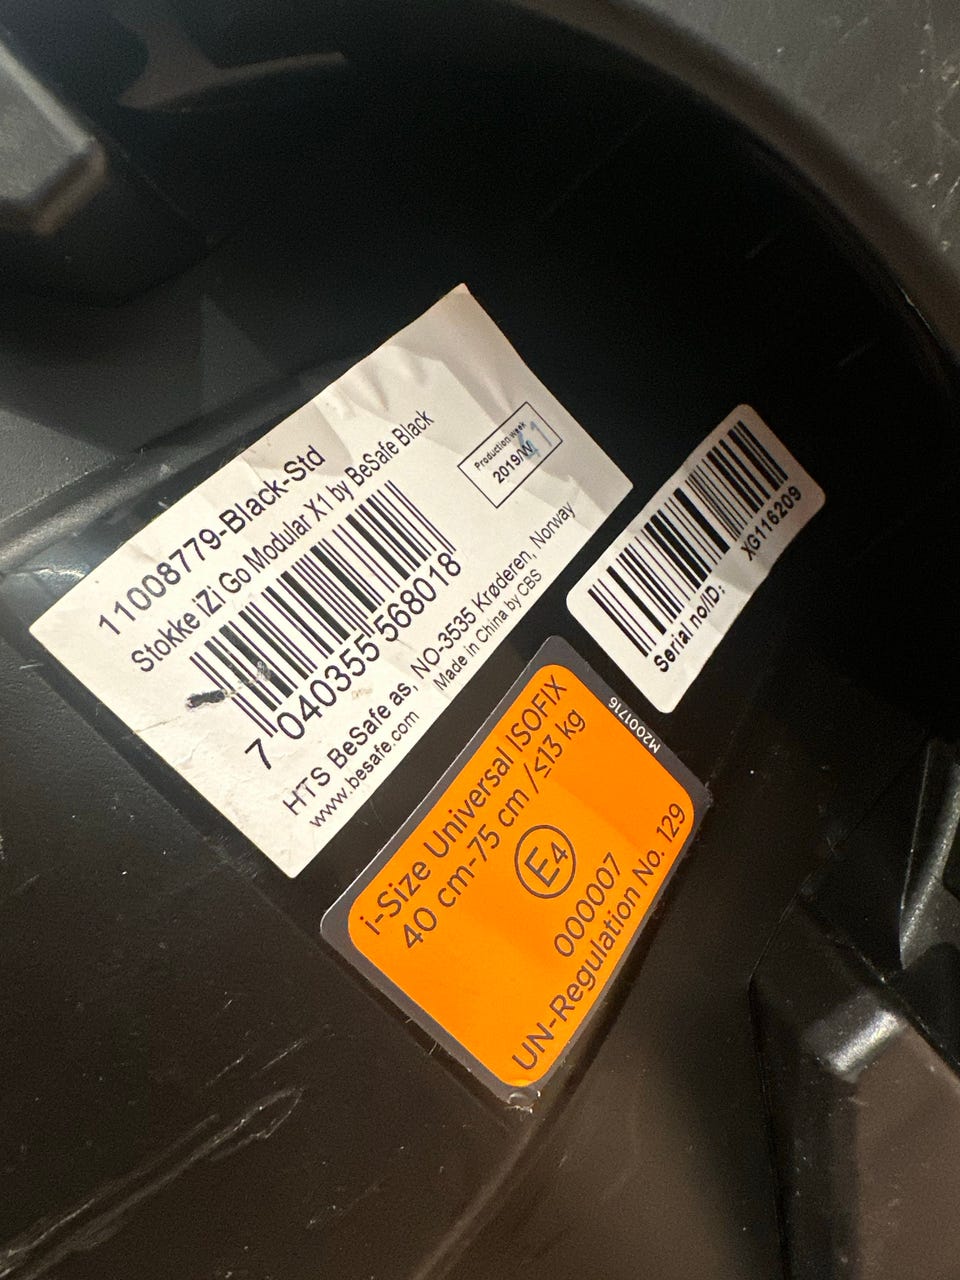 11008779-Black-Std
Stokke iZi Go Modular X1 by BeSafe Black
7 040355 568018
Production week
2019/W 41
HTS BeSafe as, NO-3535 Krøderen, Norway
www.besafe.com
Made in China by CBS
Serial no/ID:
XG116209
i-Size Universal ISOFIX
40 cm-75 cm / ≤13 kg
E4
000007
UN-Regulation No. 129
M2001716